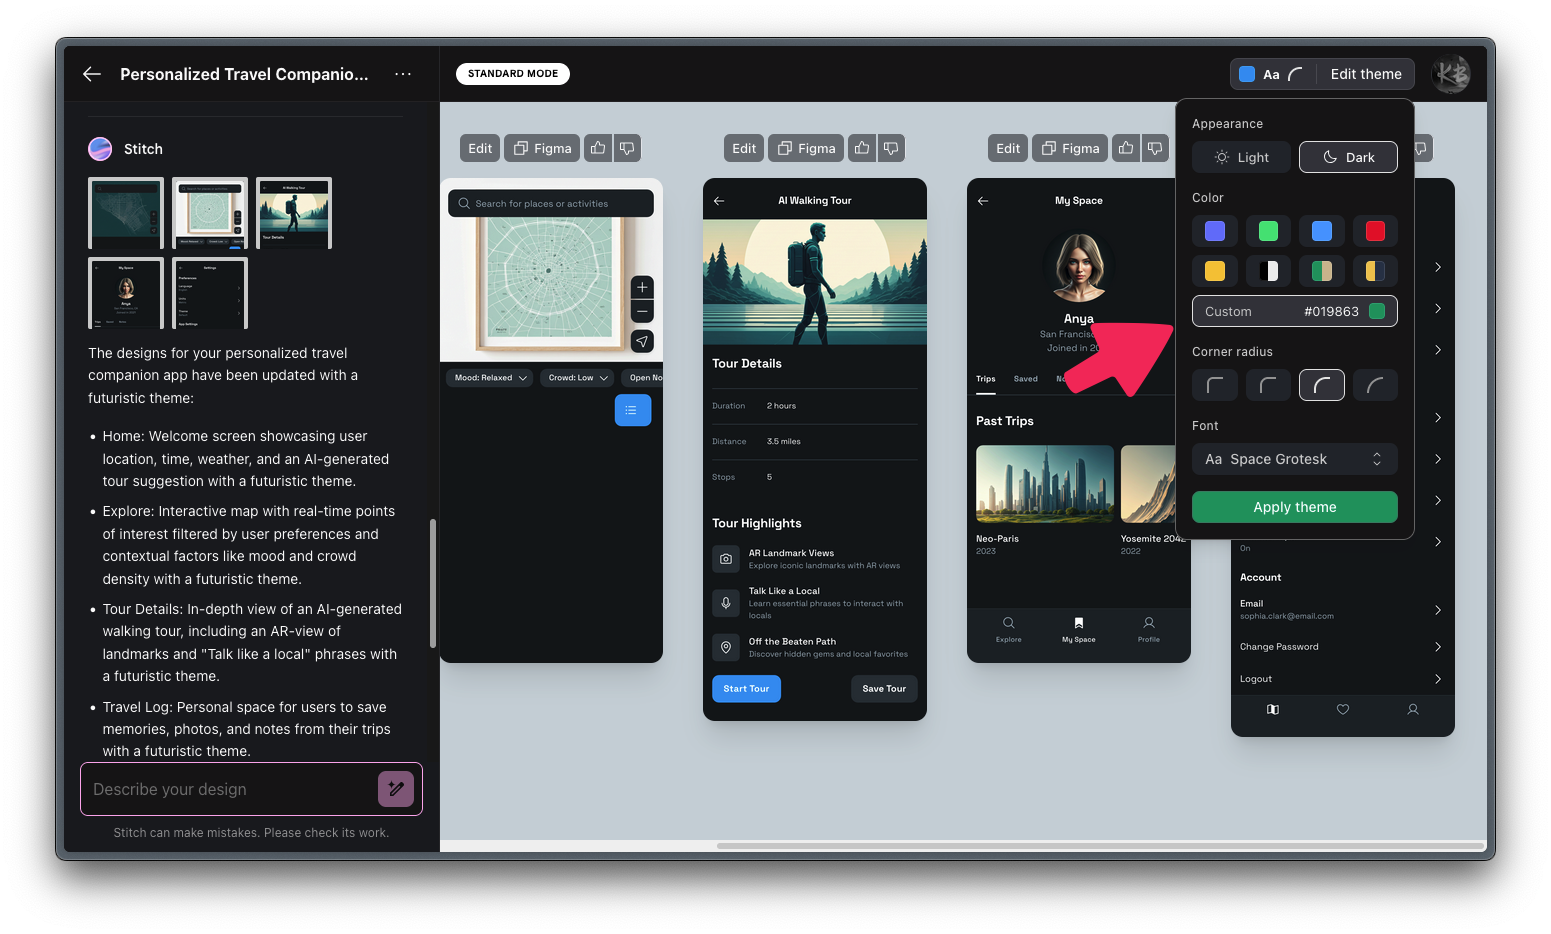 Personalized Travel Companio...
STANDARD MODE
Aa
Edit theme
KB
Stitch
The designs for your personalized travel
companion app have been updated with a
futuristic theme:
• Home: Welcome screen showcasing user
location, time, weather, and an AI-generated
tour suggestion with a futuristic theme.
• Explore: Interactive map with real-time points
of interest filtered by user preferences and
contextual factors like mood and crowd
density with a futuristic theme.
• Tour Details: In-depth view of an AI-generated
walking tour, including an AR-view of
landmarks and "Talk like a local" phrases with
a futuristic theme.
• Travel Log: Personal space for users to save
memories, photos, and notes from their trips
with a futuristic theme.
Describe your design
Stitch can make mistakes. Please check its work.
Edit
Figma
Search for places or activities
Mood: Relaxed
Crowd: Low
Open No
Edit
Figma
AI Walking Tour
Tour Details
Duration
2 hours
Distance
3.5 miles
Stops
5
Tour Highlights
AR Landmark Views
Explore iconic landmarks with AR views
Talk Like a Local
Learn essential phrases to interact with
locals
Off the Beaten Path
Discover hidden gems and local favorites
Start Tour
Save Tour
Edit
Figma
My Space
Anya
San Francis
Joined in 20
Trips
Saved
No
Past Trips
Neo-Paris
2023
Yosemite 2042
2022
Explore
My Space
Profile
Appearance
Light
Dark
Color
Custom
#019863
Corner radius
Font
Aa Space Grotesk
Apply theme
On
Account
Email
sophia.clark@email.com
Change Password
Logout